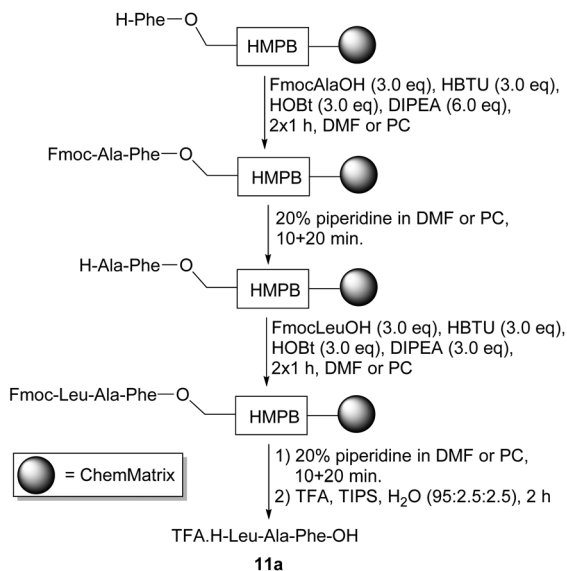 H-Phe—O
HMPB
FmocAlaOH (3.0 eq), HBTU (3.0 eq),
HOBt (3.0 eq), DIPEA (6.0 eq),
2x1 h, DMF or PC
Fmoc-Ala-Phe—O
HMPB
20% piperidine in DMF or PC,
10+20 min.
H-Ala-Phe—O
HMPB
FmocLeuOH (3.0 eq), HBTU (3.0 eq),
HOBt (3.0 eq), DIPEA (3.0 eq),
2x1 h, DMF or PC
Fmoc-Leu-Ala-Phe—O
HMPB
1) 20% piperidine in DMF or PC,
10+20 min.
2) TFA, TIPS, H₂O (95:2.5:2.5), 2 h
= ChemMatrix
TFA.H-Leu-Ala-Phe-OH
11a